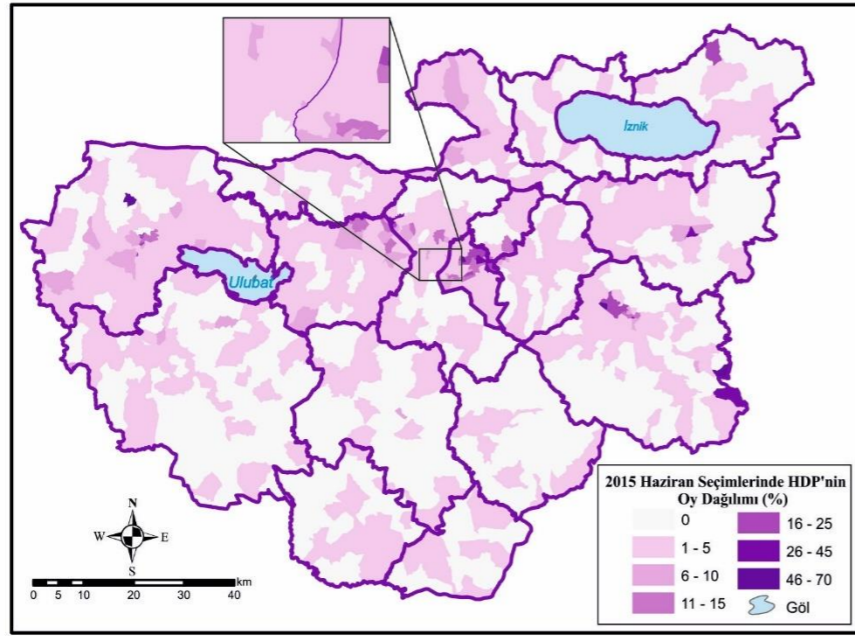 İznik
Ulubat
N
W E
S
km
0 5 10 20 30 40
2015 Haziran Seçimlerinde HDP'nin
Oy Dağılımı (%)
0
1 - 5
6 - 10
11 - 15
16 - 25
26 - 45
46 - 70
Göl